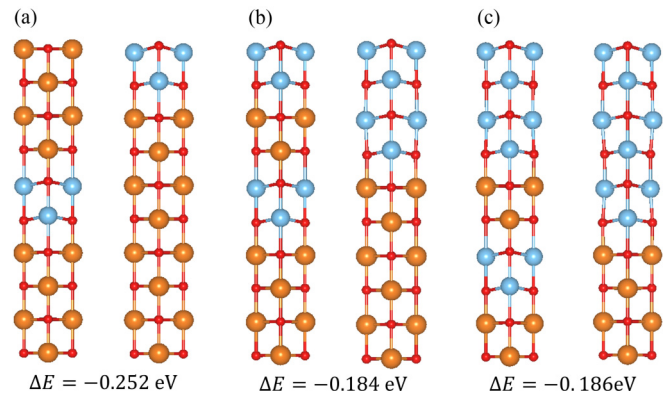 (a) (b) (c)
ΔE = −0.252 eV ΔE = −0.184 eV ΔE = −0.186eV